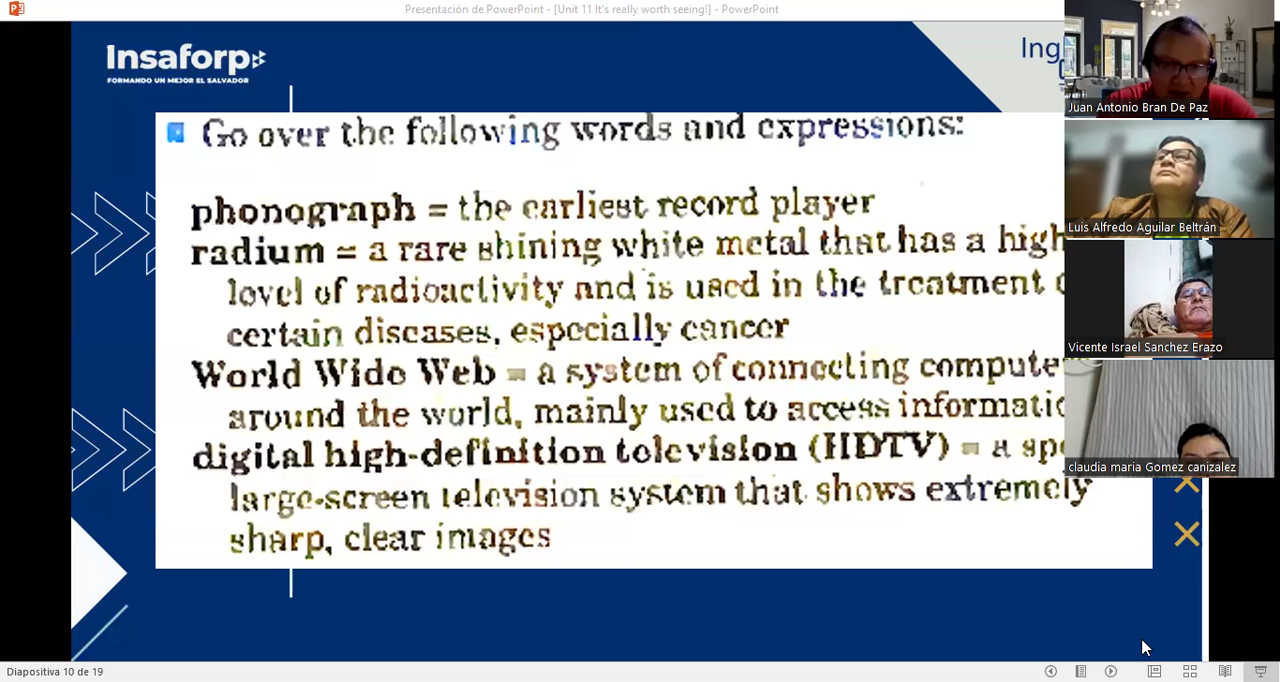 Presentación de PowerPoint - [Unit 11 It's really worth seeing!] - PowerPoint
Insaforp
FORMANDO UN MEJOR EL SALVADOR
Ing
Go over the following words and expressions:
phonograph = the earliest record player
radium = a rare shining white metal that has a high
level of radioactivity and is used in the treatment
certain diseases, especially cancer
World Wide Web = a system of connecting compute
around the world, mainly used to access informatic
digital high-definition television (HDTV) = a spe
large-screen television system that shows extremely
sharp, clear images
Juan Antonio Bran De Paz
Luis Alfredo Aguilar Beltrán
Vicente Israel Sanchez Erazo
claudia maria Gomez canizalez
Diapositiva 10 de 19